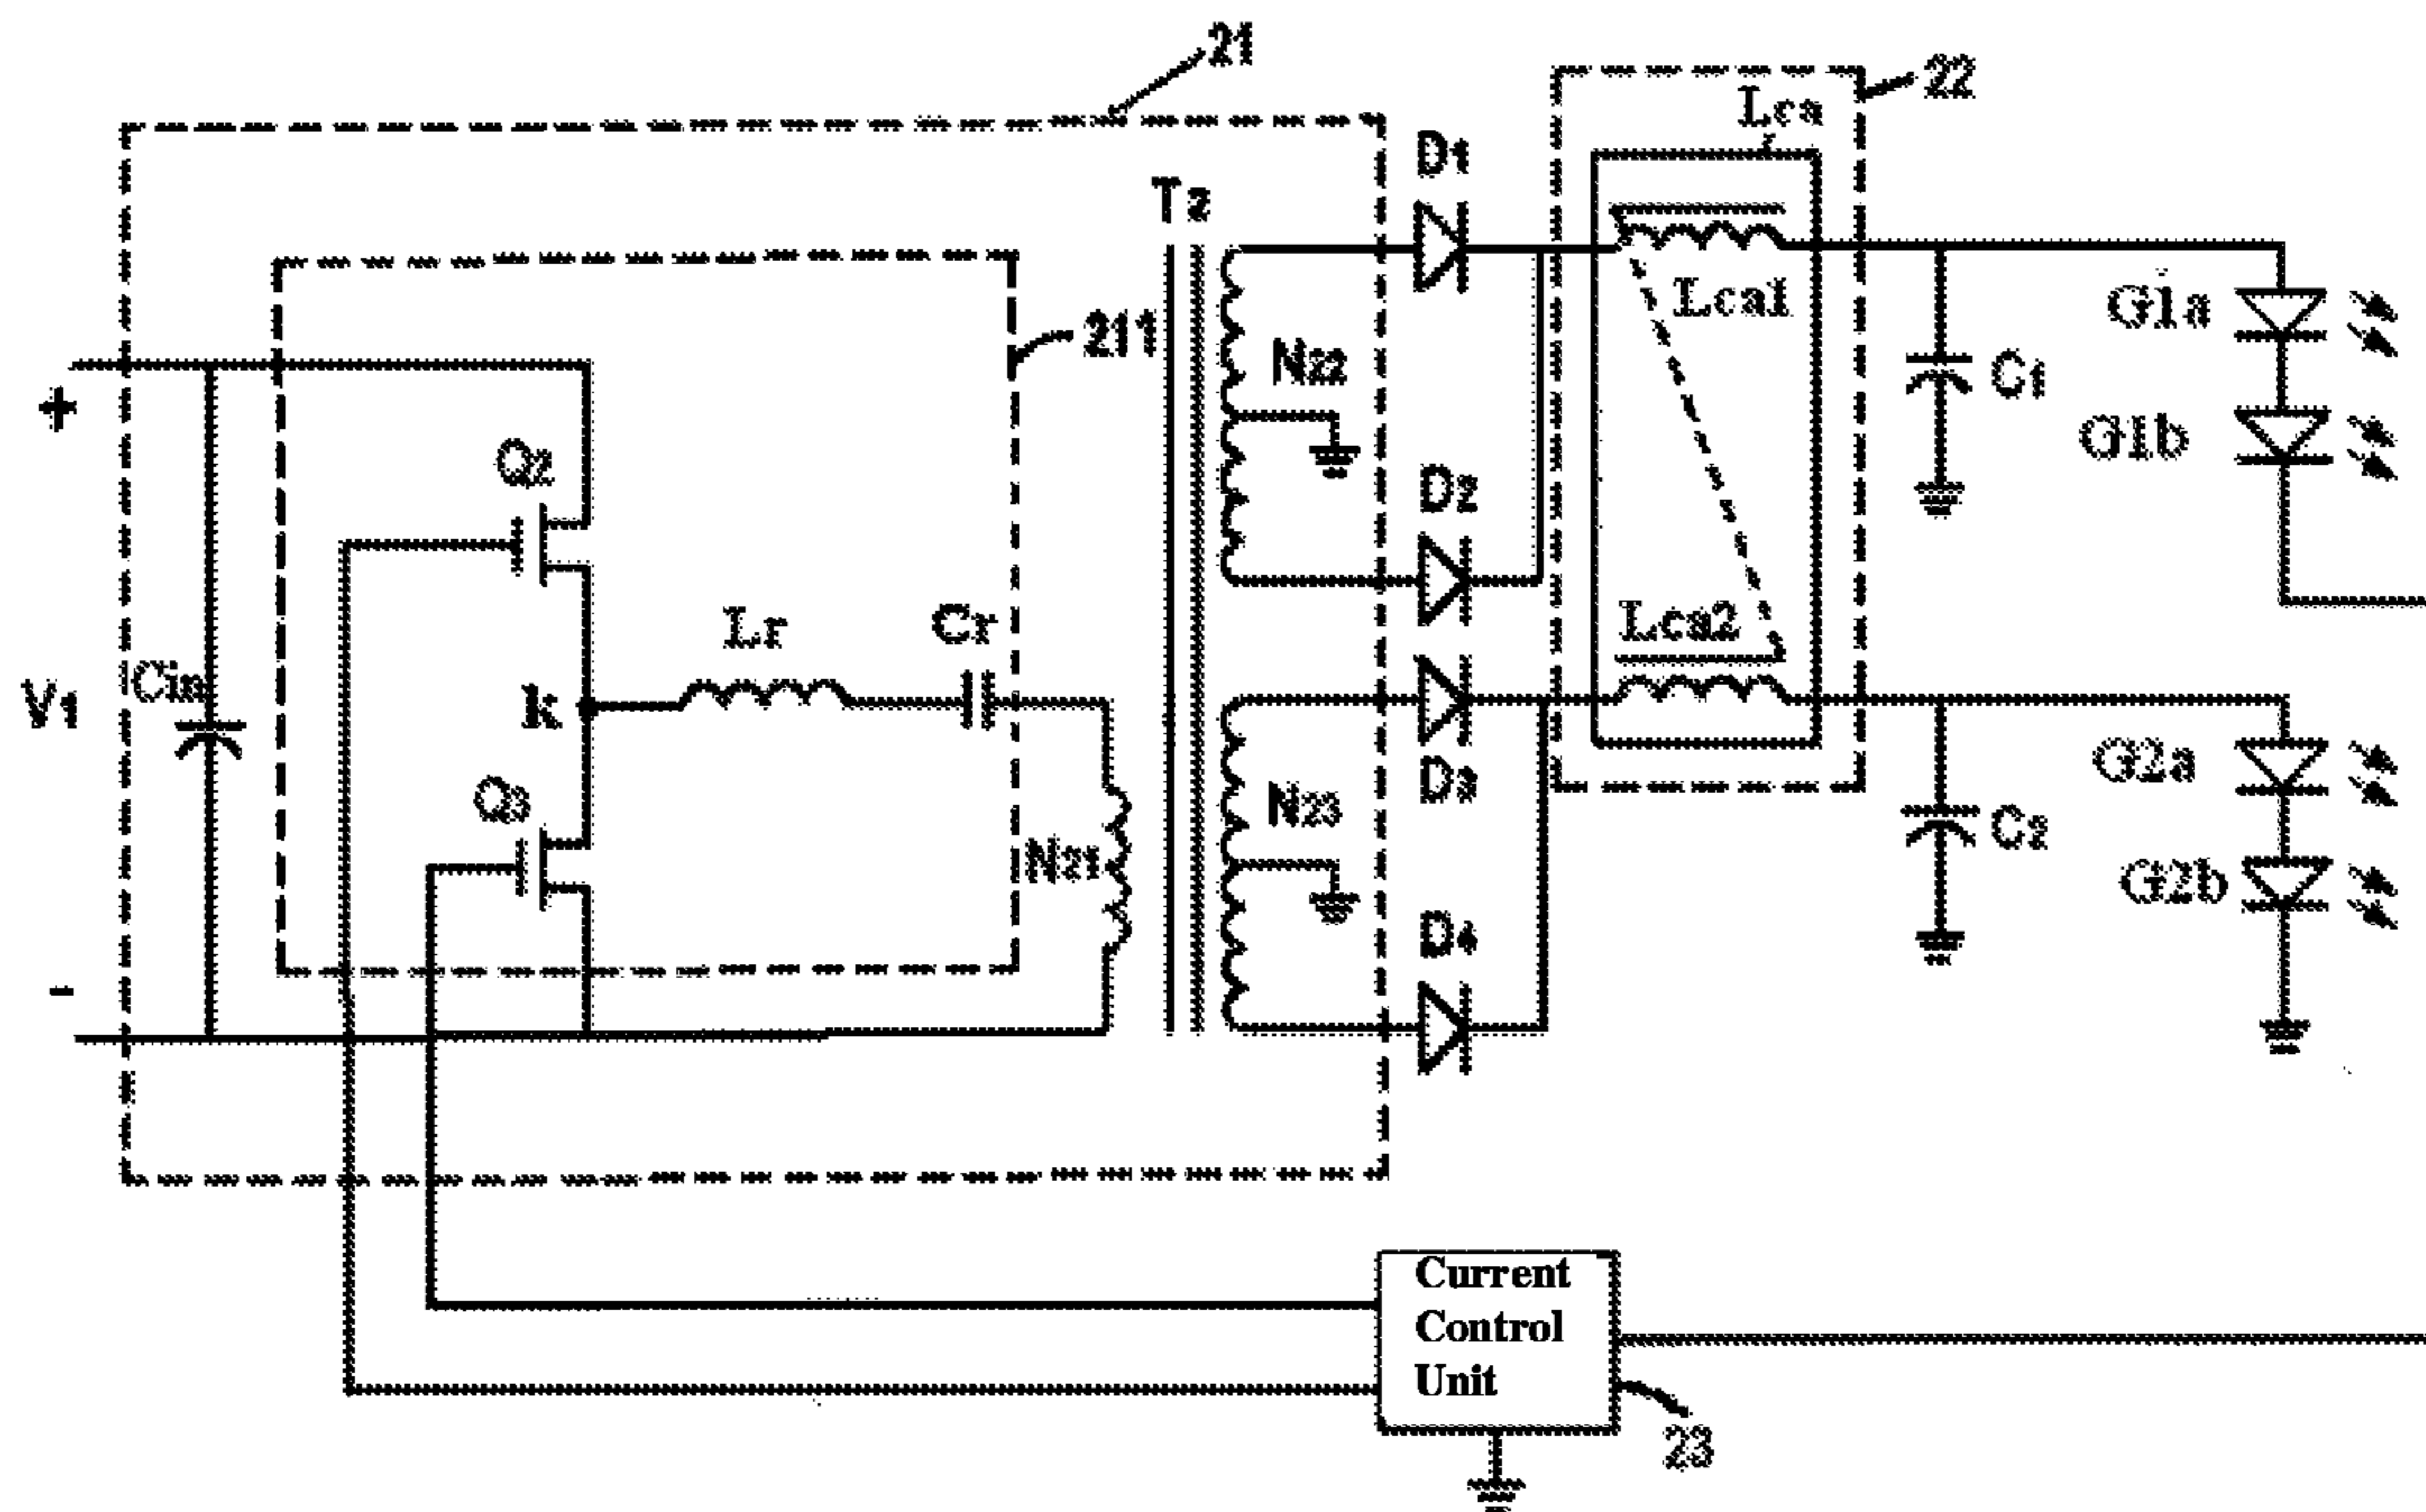 21
22
Lca
D1
T2
Lca1
G1a
211
N22
C1
+
G1b
Q2
D2
Lr
Cr
Lca2
Cin
V1
k
G2a
D3
Q3
N23
C2
N21
G2b
D4
-
Current
Control
Unit
23